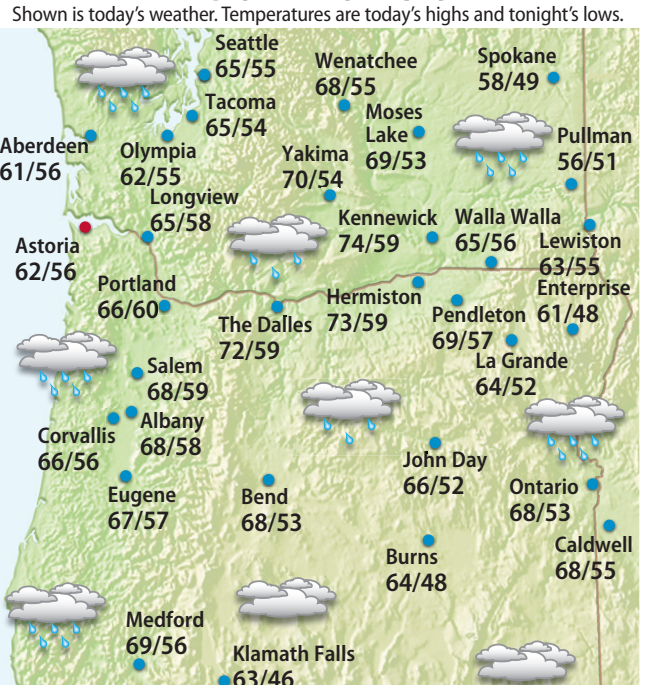 Shown is today's weather. Temperatures are today's highs and tonight's lows.
Seattle
65/55
Wenatchee
68/55
Spokane
58/49
Tacoma
65/54
Moses
Lake
69/53
Pullman
56/51
Aberdeen
61/56
Olympia
62/55
Yakima
70/54
Longview
65/58
Kennewick
74/59
Walla Walla
65/56
Lewiston
63/55
Astoria
62/56
Portland
66/60
Hermiston
73/59
Enterprise
61/48
The Dalles
72/59
Pendleton
69/57
La Grande
64/52
Salem
68/59
Albany
68/58
Corvallis
66/56
John Day
66/52
Eugene
67/57
Bend
68/53
Ontario
68/53
Caldwell
68/55
Burns
64/48
Medford
69/56
Klamath Falls
63/46